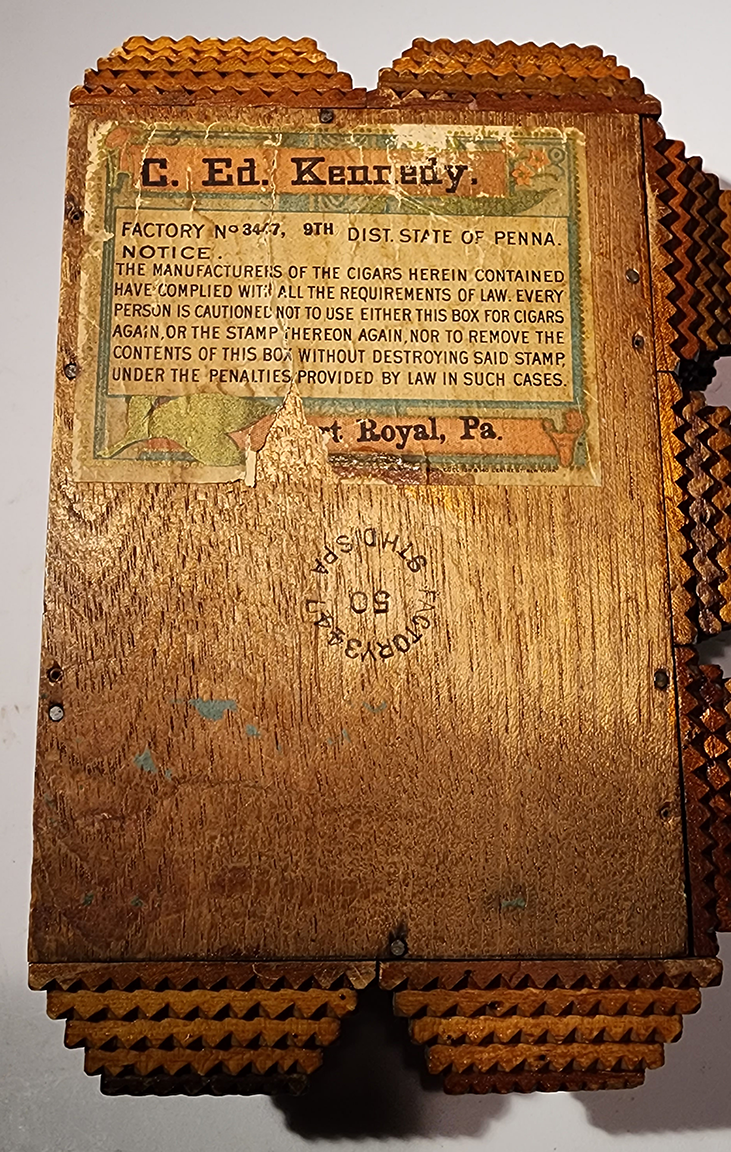 C. Ed. Kennedy.
FACTORY No 3447, 9TH DIST. STATE OF PENNA.
NOTICE.
THE MANUFACTURERS OF THE CIGARS HEREIN CONTAINED
HAVE COMPLIED WITH ALL THE REQUIREMENTS OF LAW. EVERY
PERSON IS CAUTIONED NOT TO USE EITHER THIS BOX FOR CIGARS
AGAIN, OR THE STAMP THEREON AGAIN, NOR TO REMOVE THE
CONTENTS OF THIS BOX WITHOUT DESTROYING SAID STAMP
UNDER THE PENALTIES PROVIDED BY LAW IN SUCH CASES.
Royal, Pa.
FACTORY 3447
9THD SPA
50